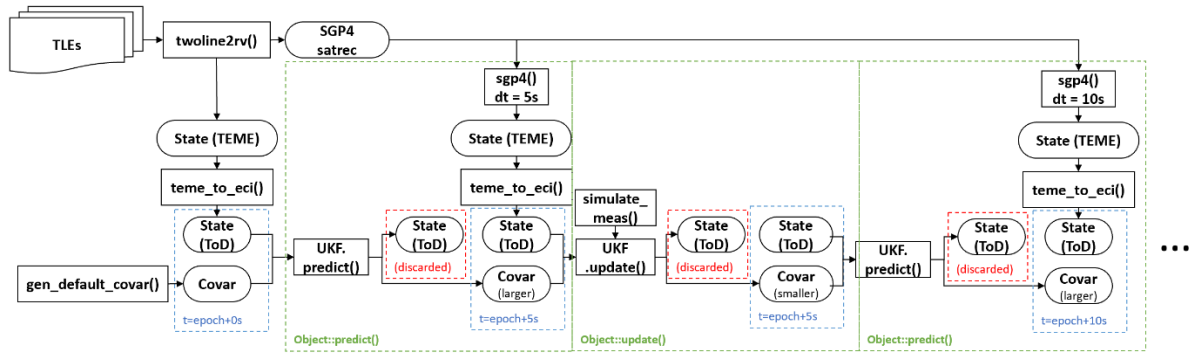 TLEs
twoline2rv()
SGP4
satrec
sgp4()
dt = 5s
sgp4()
dt = 10s
State (TEME)
State (TEME)
State (TEME)
teme_to_eci()
teme_to_eci()
teme_to_eci()
simulate_
meas()
State
(ToD)
State
(ToD)
State
(ToD)
State
(ToD)
State
(ToD)
State
(ToD)
State
(ToD)
UKF.
predict()
UKF
.update()
UKF.
predict()
(discarded)
(discarded)
(discarded)
gen_default_covar()
Covar
Covar
(larger)
Covar
(smaller)
Covar
(larger)
t=epoch+0s
t=epoch+5s
t=epoch+5s
t=epoch+10s
Object::predict()
Object::update()
Object::predict()
...